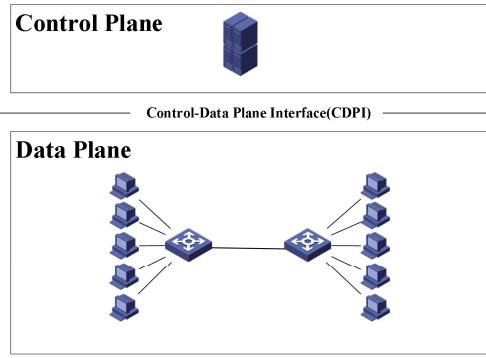 Control Plane
Control-Data Plane Interface(CDPI)
Data Plane